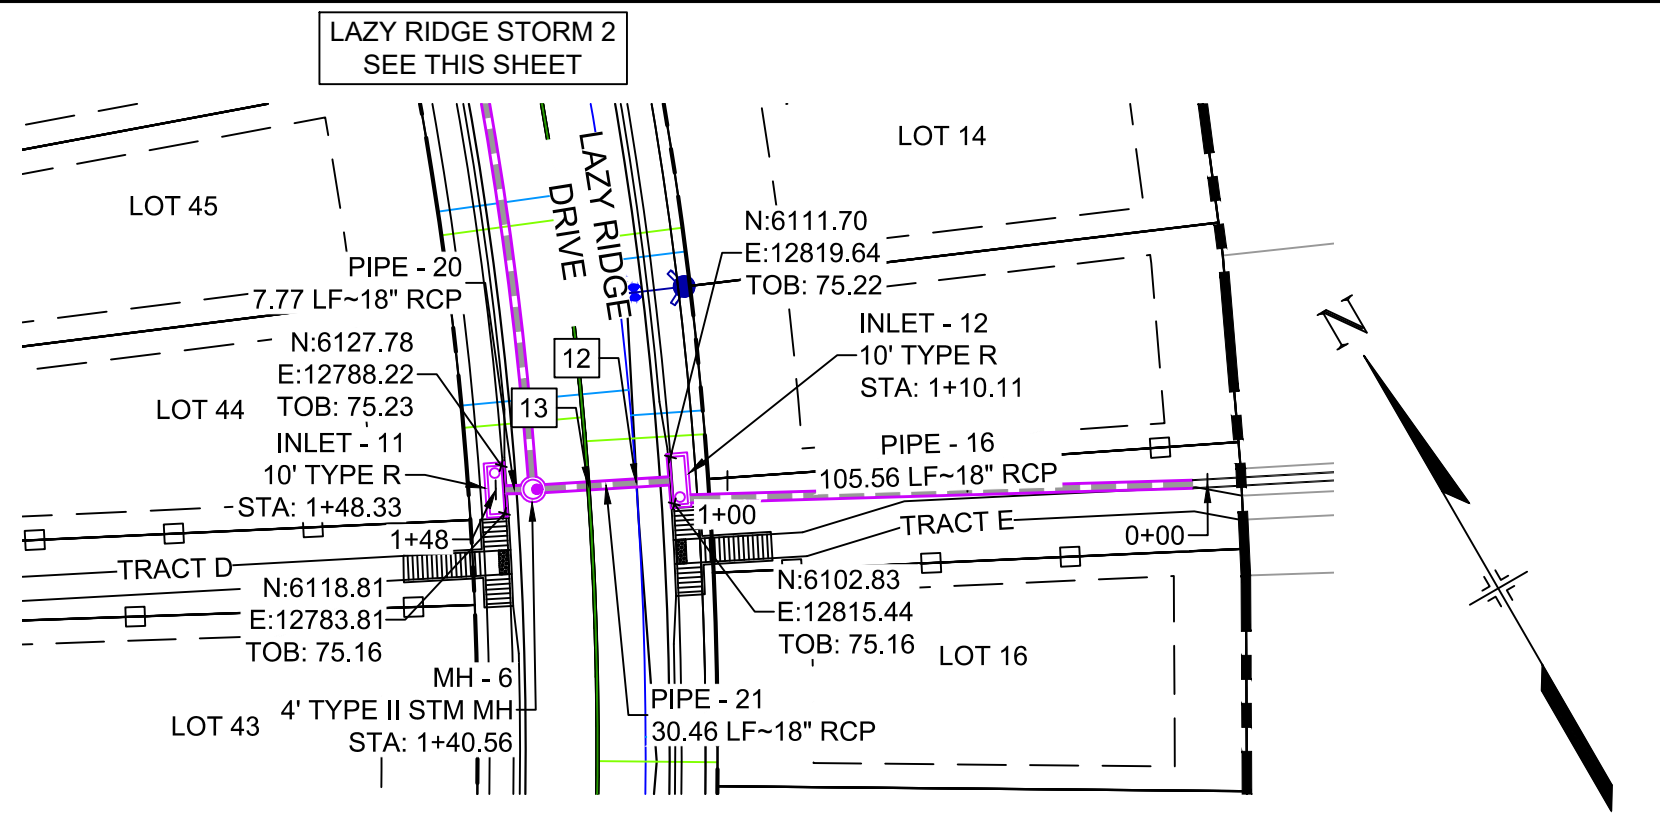 LAZY RIDGE STORM 2
SEE THIS SHEET
LOT 14
LOT 45
LAZY RIDGE
DRIVE
N:6111.70
E:12819.64
TOB: 75.22
PIPE - 20
7.77 LF~18" RCP
N:6127.78
E:12788.22
TOB: 75.23
INLET - 12
10' TYPE R
STA: 1+10.11
12
13
LOT 44
INLET - 11
10' TYPE R
STA: 1+48.33
PIPE - 16
105.56 LF~18" RCP
1+00
1+48
TRACT E
0+00
TRACT D
N:6118.81
E:12783.81
TOB: 75.16
N:6102.83
E:12815.44
TOB: 75.16
LOT 16
MH - 6
4' TYPE II STM MH
STA: 1+40.56
PIPE - 21
30.46 LF~18" RCP
LOT 43
N